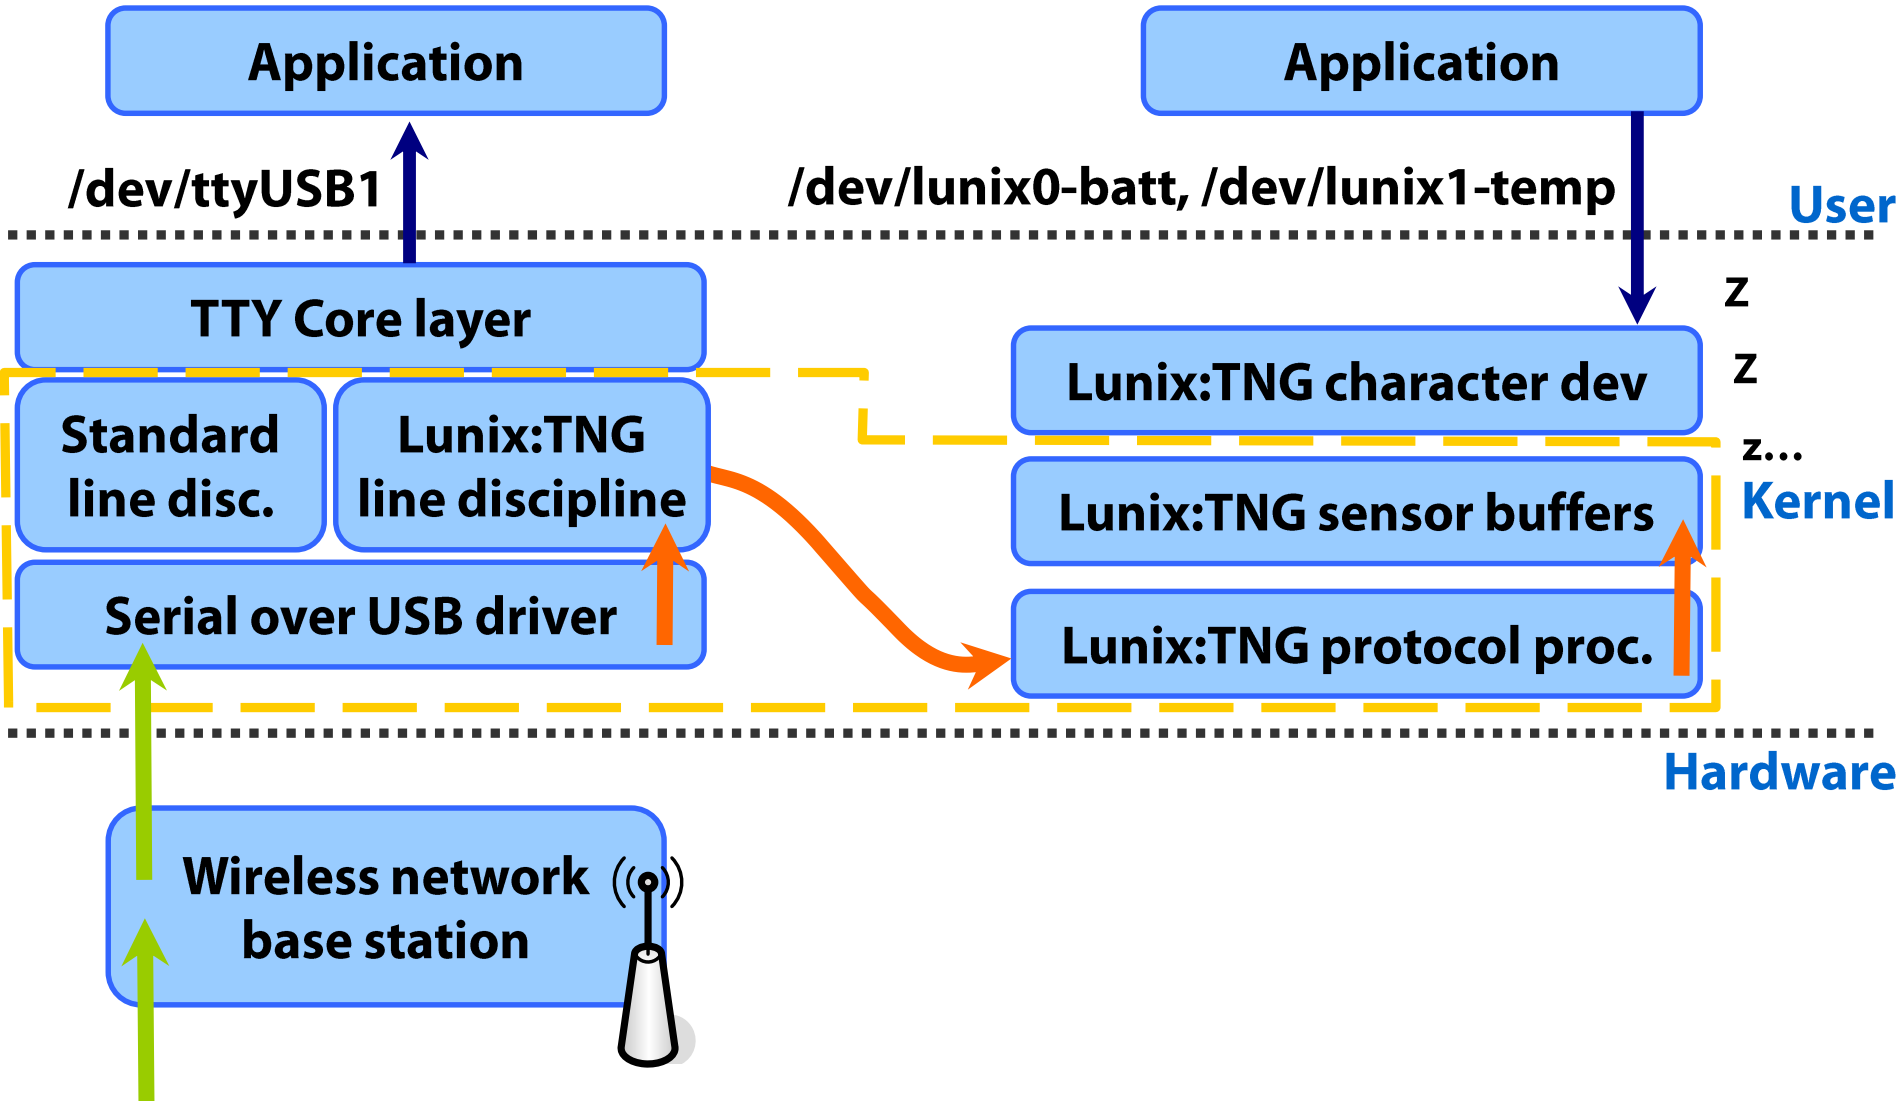 Application
Application
/dev/ttyUSB1
/dev/lunix0-batt, /dev/lunix1-temp
User
TTY Core layer
z
Lunix:TNG character dev
z
Standard
line disc.
Lunix:TNG
line discipline
z...
Kernel
Lunix:TNG sensor buffers
Serial over USB driver
Lunix:TNG protocol proc.
Hardware
Wireless network
base station